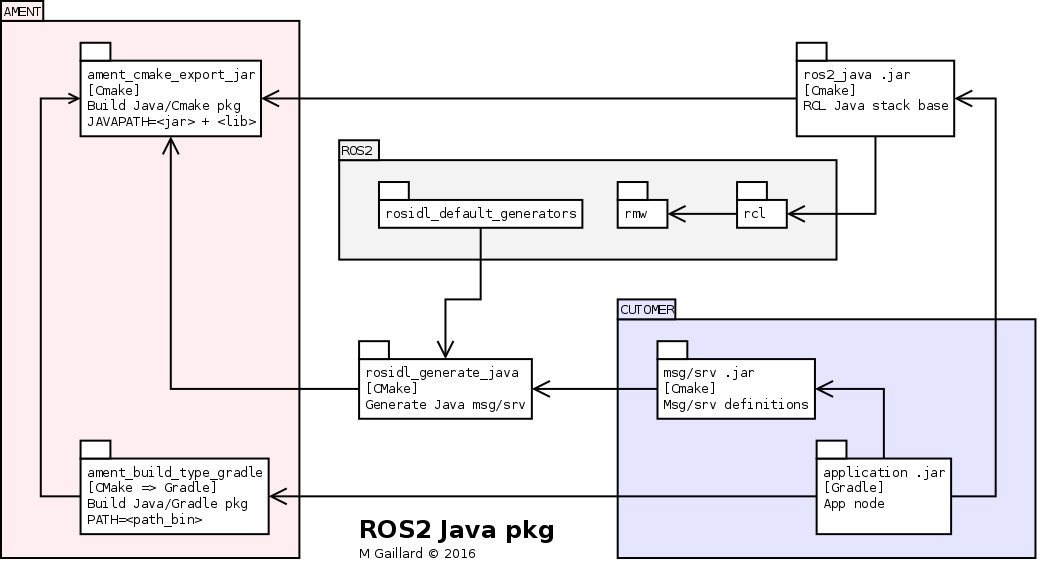 AMENT
ament_cmake_export_jar
[Cmake]
Build Java/Cmake pkg
JAVAPATH=<jar> + <lib>
ros2_java .jar
[Cmake]
RCL Java stack base
ROS2
rosidl_default_generators
rmw
rcl
CUTOMER
rosidl_generate_java
[CMake]
Generate Java msg/srv
msg/srv .jar
[Cmake]
Msg/srv definitions
ament_build_type_gradle
[CMake => Gradle]
Build Java/Gradle pkg
PATH=<path_bin>
application .jar
[Gradle]
App node
ROS2 Java pkg
M Gaillard © 2016